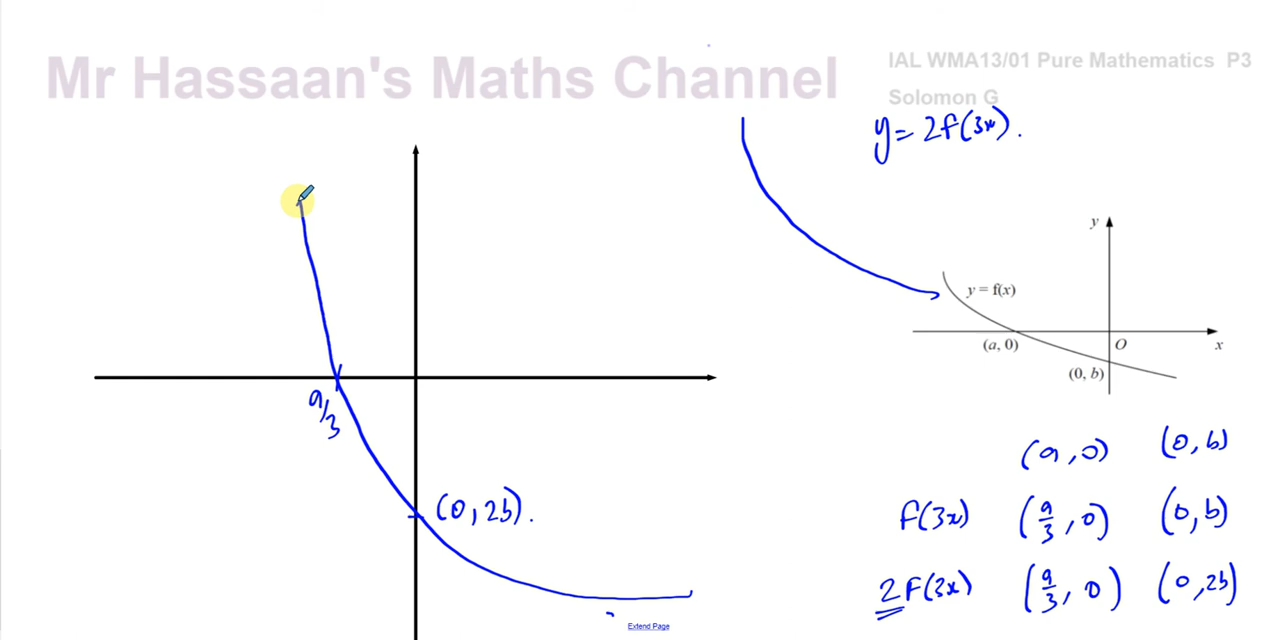 Mr Hassaan's Maths Channel
IAL WMA13/01 Pure Mathematics P3
Solomon G
y = 2f(3x).
y
y = f(x)
(a, 0)
O
x
(0, b)
a/3
(0, 2b).
(a, 0) (0, b)
f(3x) (a/3, 0) (0, b)
2f(3x) (a/3, 0) (0, 2b)
Extend Page